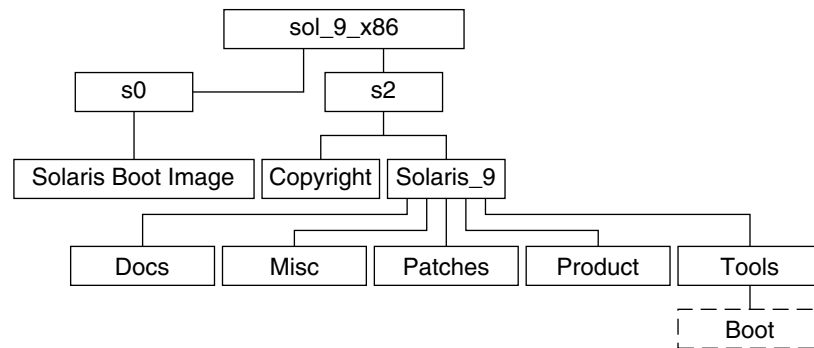 sol_9_x86
s0
s2
Solaris Boot Image
Copyright
Solaris_9
Docs
Misc
Patches
Product
Tools
Boot